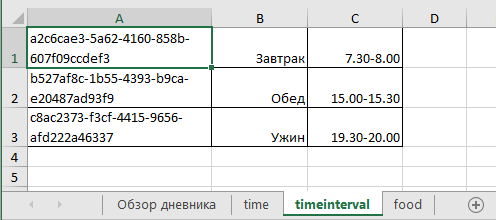 A B C D
1 a2c6cae3-5a62-4160-858b-
607f09ccdef3 Завтрак 7.30-8.00
2 b527af8c-1b55-4393-b9ca-
e20487ad93f9 Обед 15.00-15.30
3 c8ac2373-f3cf-4415-9656-
afd222a46337 Ужин 19.30-20.00
4
5
Обзор дневника time timeinterval food